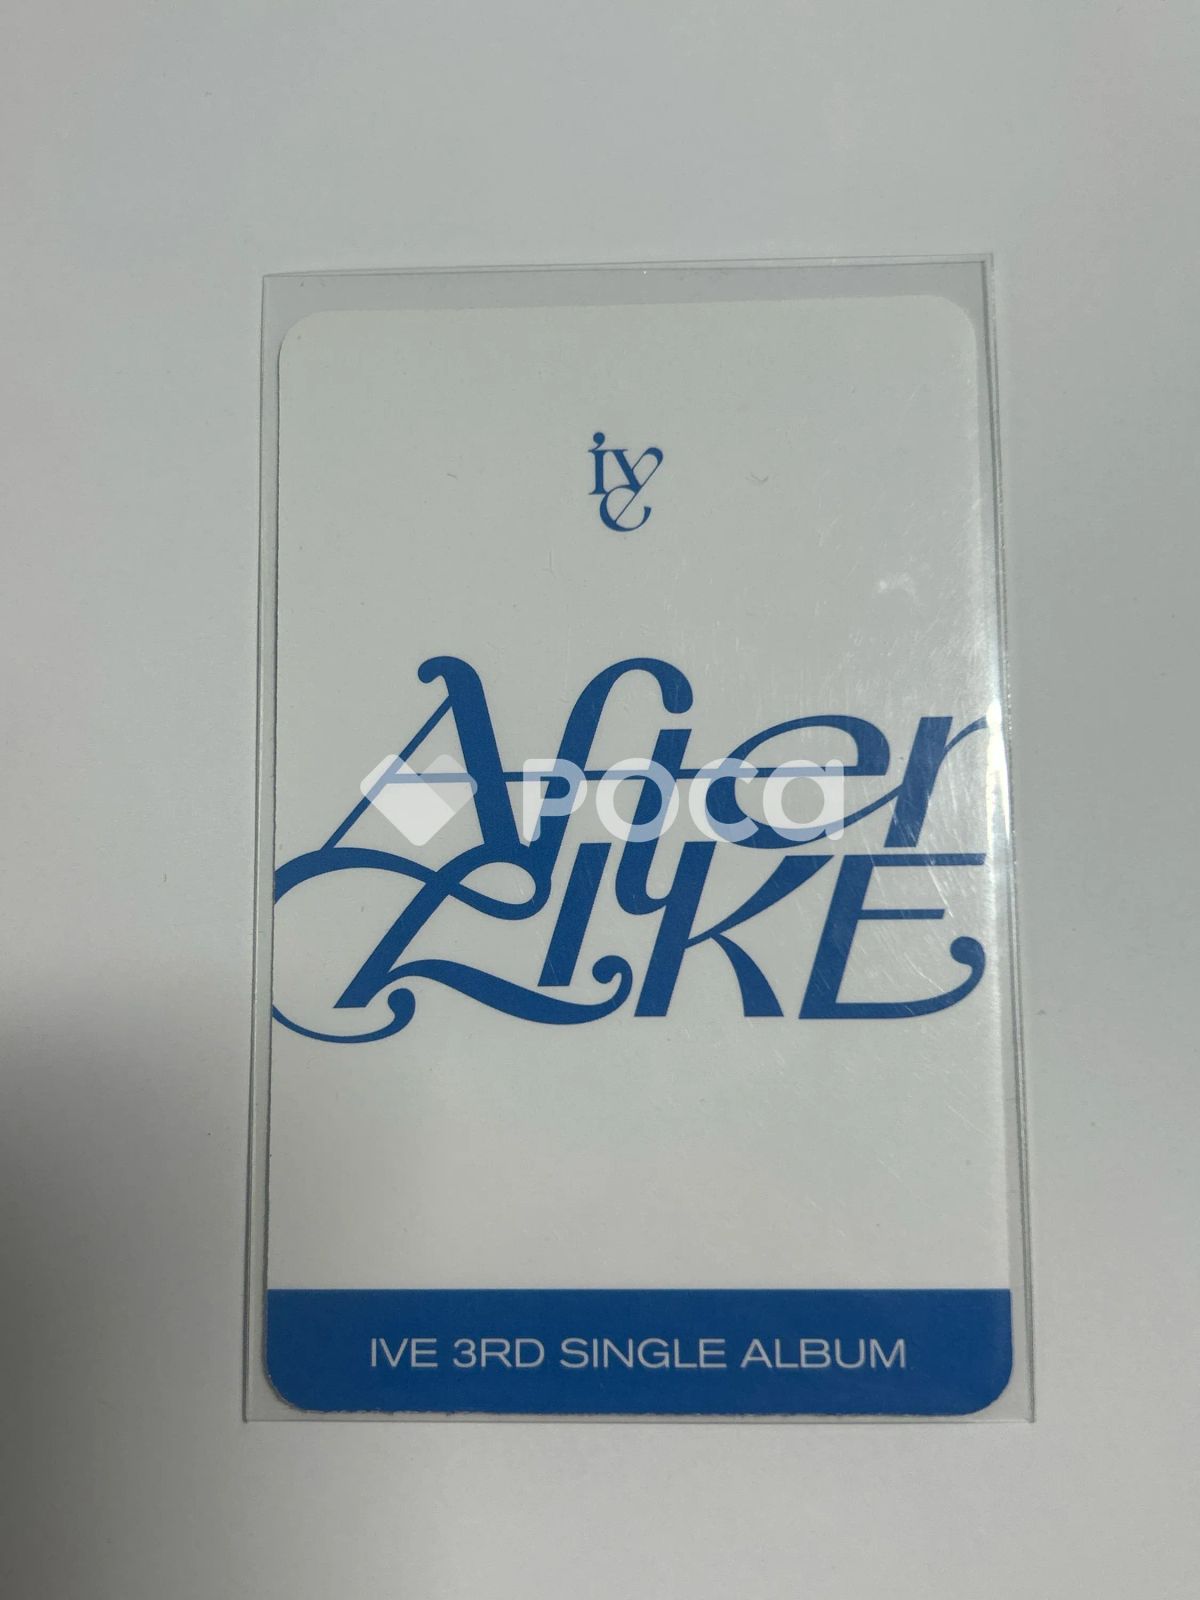 ive
After
LIKE
POCA
IVE 3RD SINGLE ALBUM